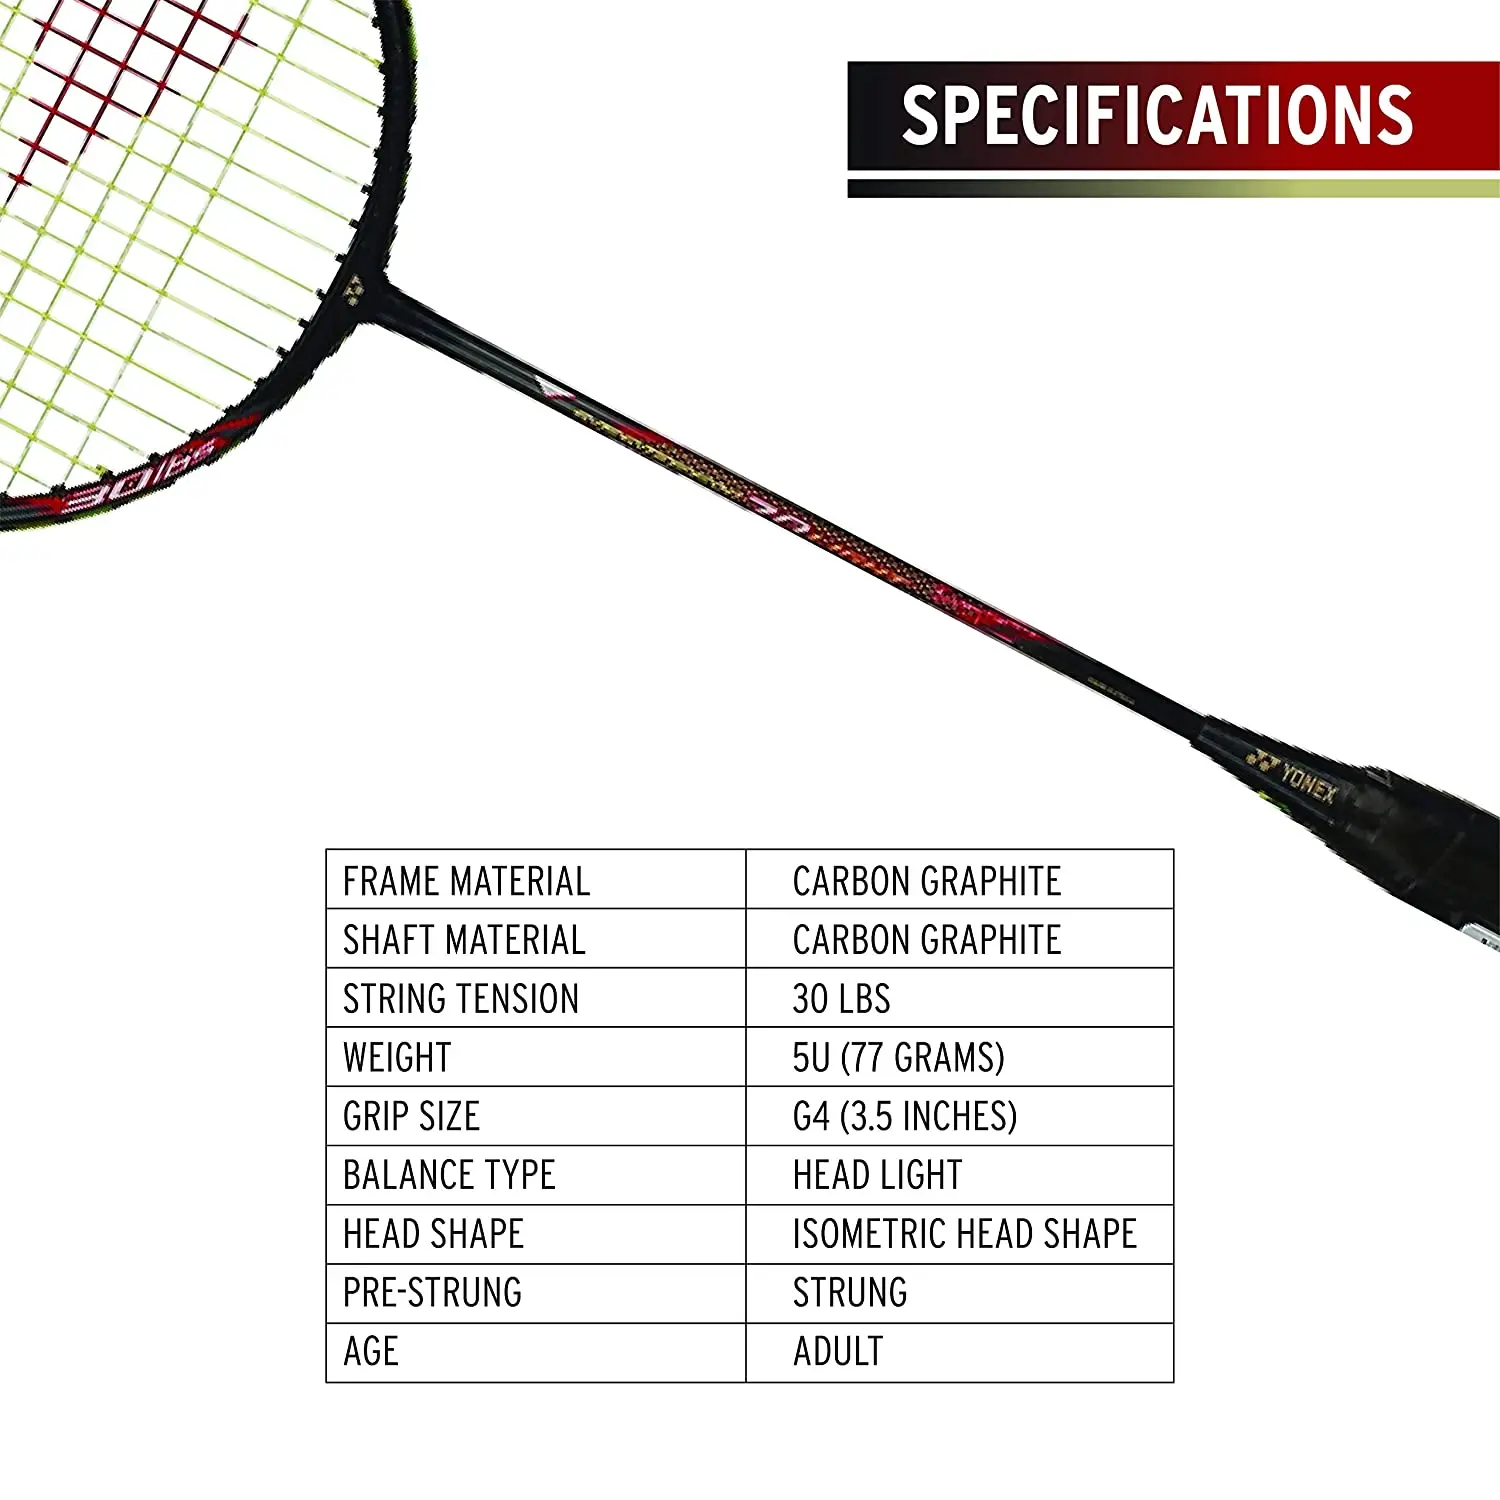 SPECIFICATIONS
30lbs
YONEX
FRAME MATERIAL CARBON GRAPHITE
SHAFT MATERIAL CARBON GRAPHITE
STRING TENSION 30 LBS
WEIGHT 5U (77 GRAMS)
GRIP SIZE G4 (3.5 INCHES)
BALANCE TYPE HEAD LIGHT
HEAD SHAPE ISOMETRIC HEAD SHAPE
PRE-STRUNG STRUNG
AGE ADULT